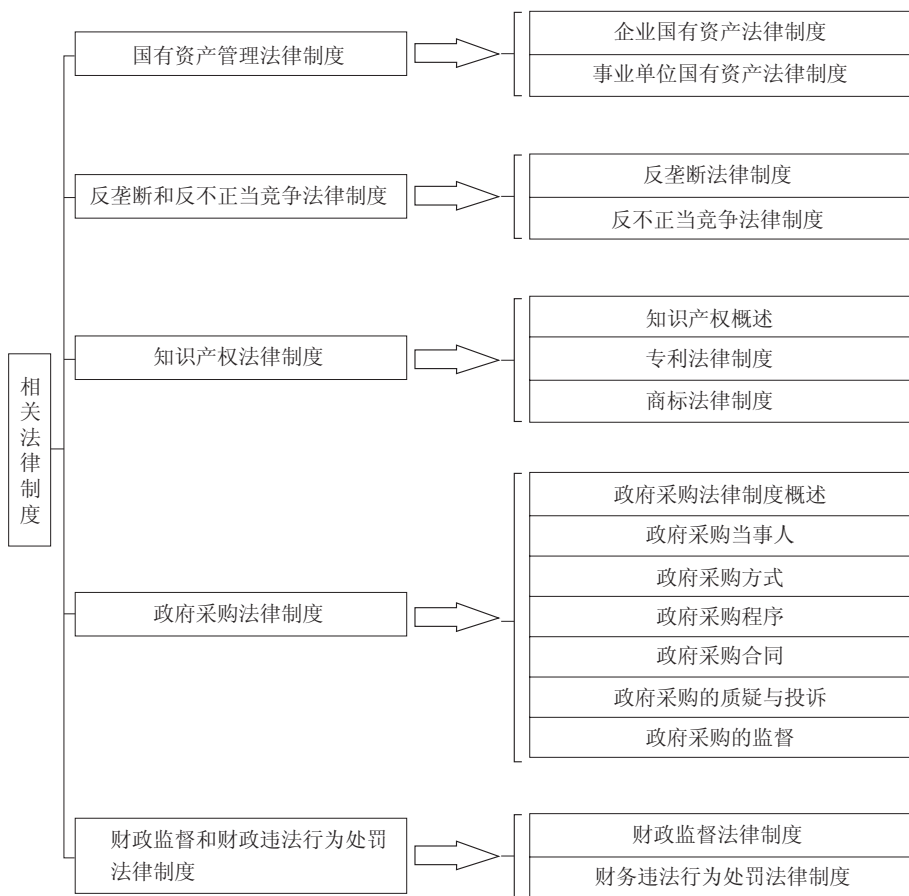 相关法律制度
国有资产管理法律制度
企业国有资产法律制度
事业单位国有资产法律制度
反垄断和反不正当竞争法律制度
反垄断法律制度
反不正当竞争法律制度
知识产权法律制度
知识产权概述
专利法律制度
商标法律制度
政府采购法律制度
政府采购法律制度概述
政府采购当事人
政府采购方式
政府采购程序
政府采购合同
政府采购的质疑与投诉
政府采购的监督
财政监督和财政违法行为处罚
法律制度
财政监督法律制度
财务违法行为处罚法律制度